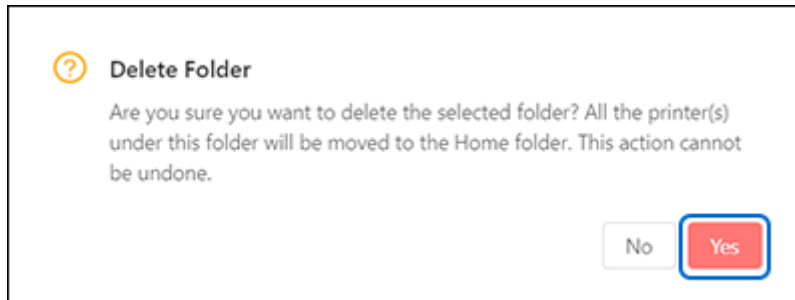 Delete Folder
Are you sure you want to delete the selected folder? All the printer(s)
under this folder will be moved to the Home folder. This action cannot
be undone.
No
Yes